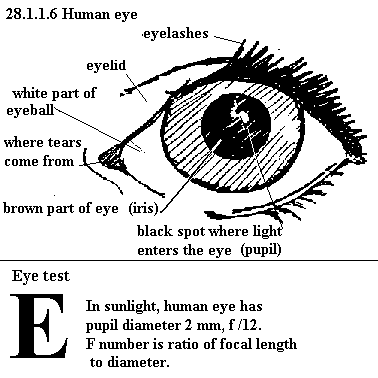 28.1.1.6 Human eye
eyelashes
eyelid
white part of
eyeball
where tears
come from
brown part of eye (iris)
black spot where light
enters the eye (pupil)
Eye test
E
In sunlight, human eye has
pupil diameter 2 mm, f /12.
F number is ratio of focal length
to diameter.